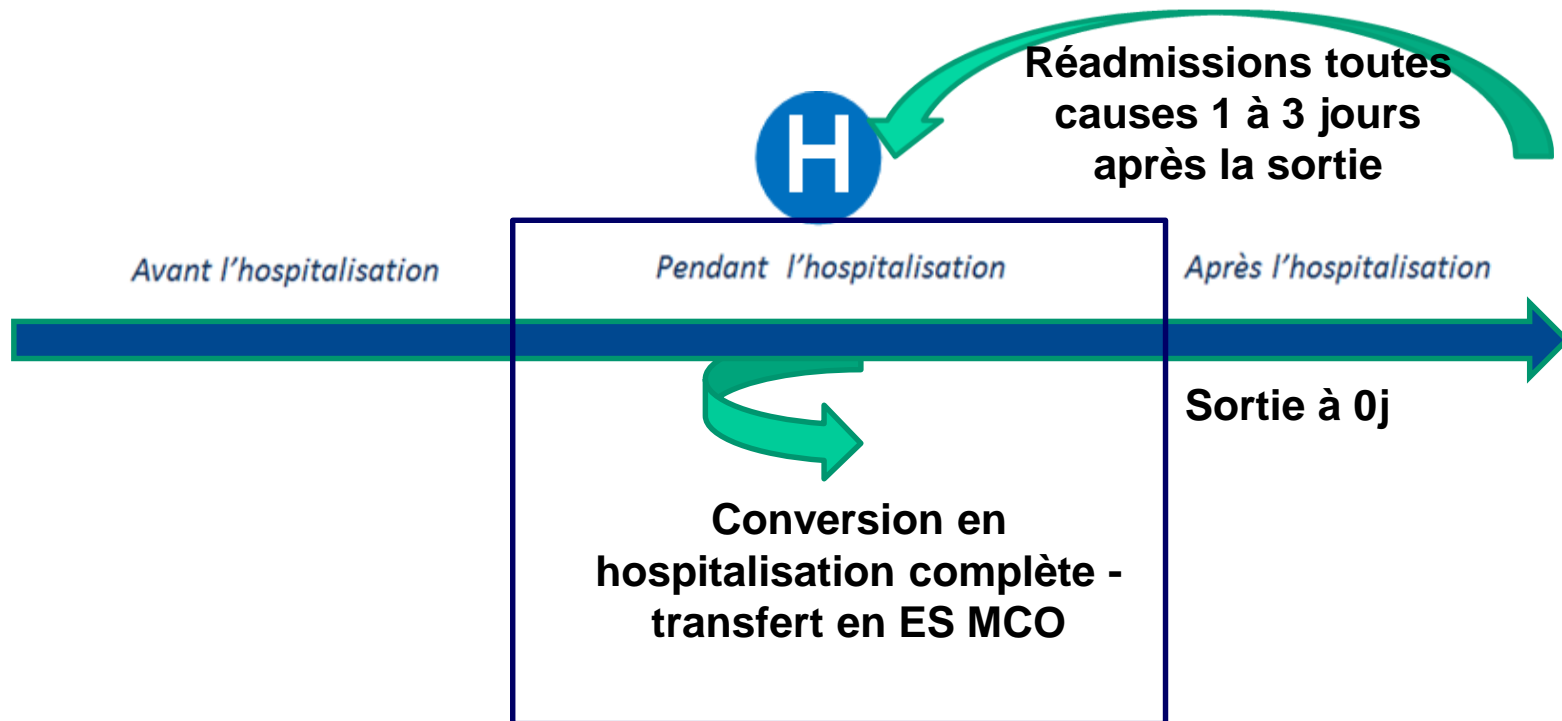 Réadmissions toutes
causes 1 à 3 jours
après la sortie
H
Avant l'hospitalisation
Pendant l'hospitalisation
Après l'hospitalisation
Sortie à 0j
Conversion en
hospitalisation complète -
transfert en ES MCO